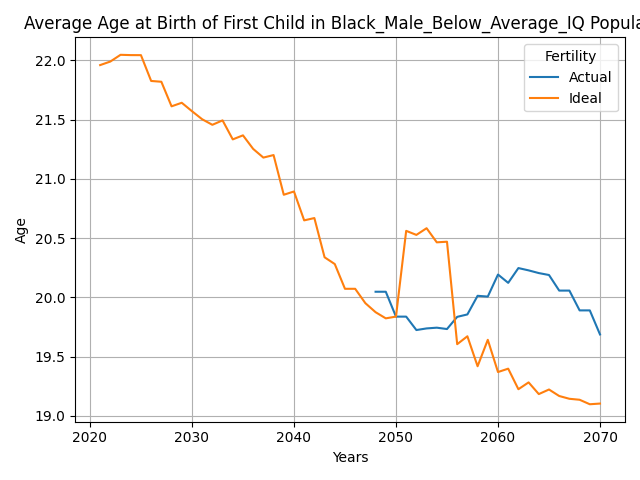 Average Age at Birth of First Child in Black_Male_Below_Average_IQ Popula
Fertility
Actual
Ideal
22.0
21.5
21.0
20.5
20.0
19.5
19.0
Age
2020
2030
2040
2050
2060
2070
Years